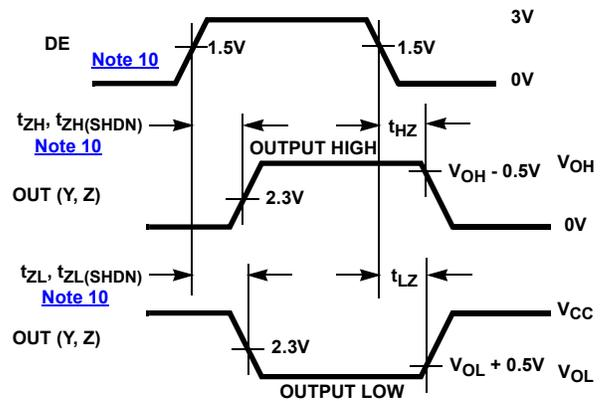 3V
DE
Note 10
1.5V
1.5V
0V
tZH, tZH(SHDN)
Note 10
tHZ
OUTPUT HIGH
VOH - 0.5V
VOH
OUT (Y, Z)
2.3V
0V
tZL, tZL(SHDN)
Note 10
tLZ
VCC
OUT (Y, Z)
2.3V
VOL + 0.5V
VOL
OUTPUT LOW